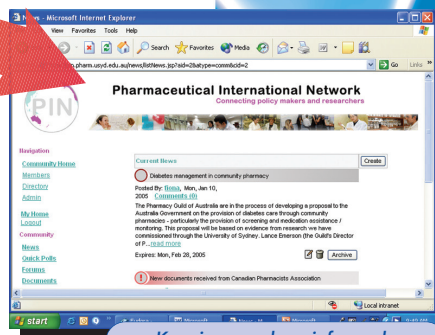 News - Microsoft Internet Explorer
View Favorites Tools Help
Search Favorites Media
.pharm.usyd.edu.au/news/listNews.jsp?aid=2&atype=comm&cid=2
Go Links
PIN
Pharmaceutical International Network
Connecting policy makers and researchers
Navigation
Community Home
Members
Directory
Admin
My Home
Logout
Community
News
Quick Polls
Forums
Documents
Current News
Create
Diabetes management in community pharmacy
Posted By: fiona, Mon, Jan 10,
2005 Comments (0)
The Pharmacy Guild of Australia are in the process of developing a proposal to the
Australia Government on the provision of diabetes care through community
pharmacies - particularly the provision of screening and medication assistance /
monitoring. This proposal will be based on evidence from research we have
commissioned through the University of Sydney. Lance Emerson (the Guild's Director
of P...read more
Expires: Mon, Feb 28, 2005
Archive
New documents received from Canadian Pharmacists Association
Local intranet
start